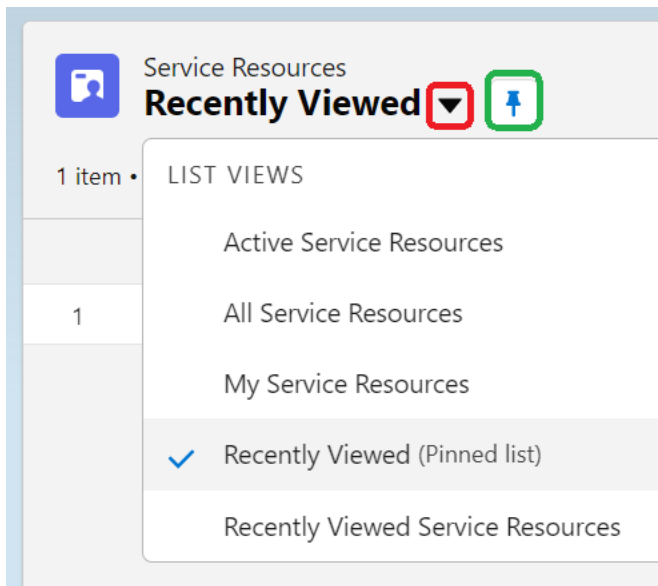 Service Resources
Recently Viewed
1 item •
LIST VIEWS
Active Service Resources
All Service Resources
1
My Service Resources
Recently Viewed (Pinned list)
Recently Viewed Service Resources